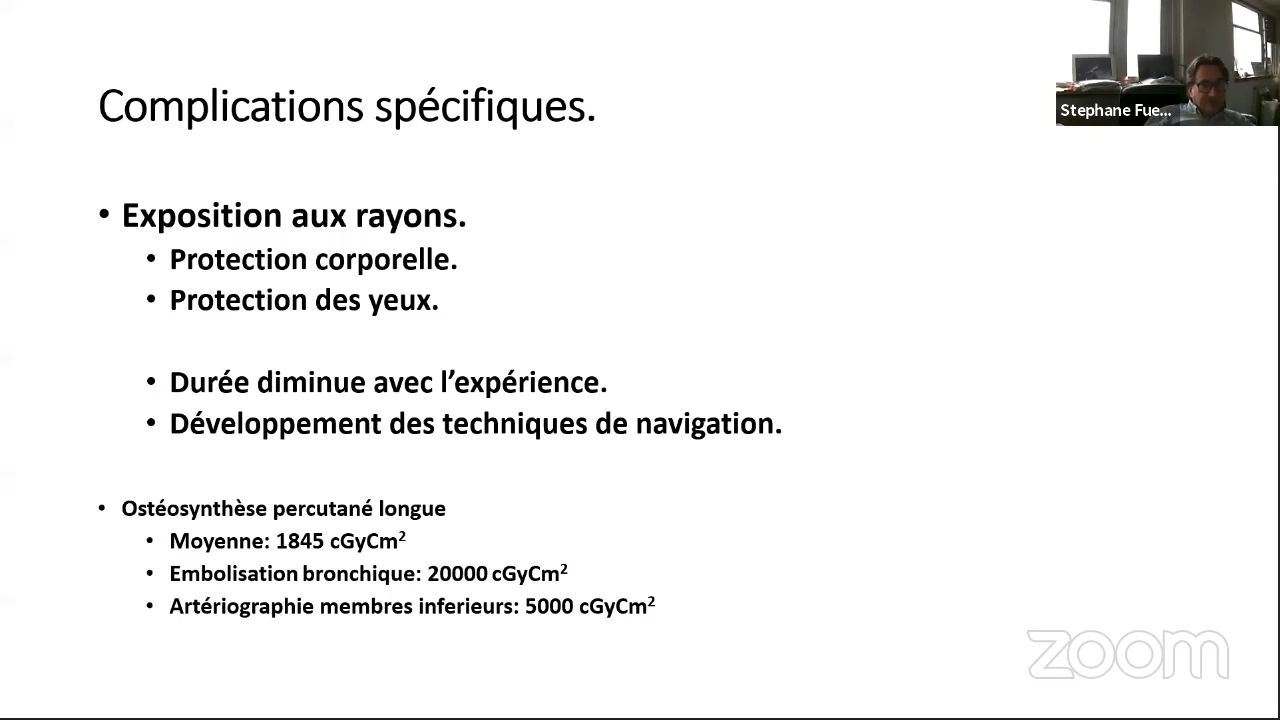 Complications spécifiques.
Stephane Fue...
• Exposition aux rayons.
• Protection corporelle.
• Protection des yeux.
• Durée diminue avec l’expérience.
• Développement des techniques de navigation.
• Ostéosynthèse percutané longue
• Moyenne: 1845 cGyCm²
• Embolisation bronchique: 20000 cGyCm²
• Artériographie membres inferieurs: 5000 cGyCm²
zoom